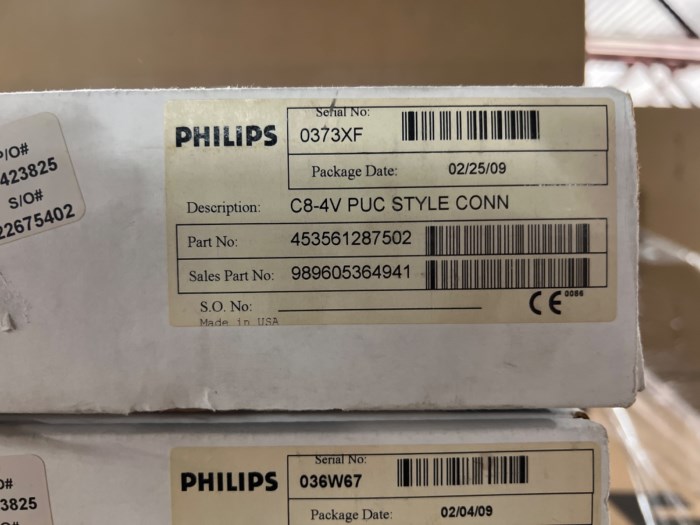 P/O#
423825
S/O#
22675402
PHILIPS
Serial No:
0373XF
Package Date: 02/25/09
Description: C8-4V PUC STYLE CONN
Part No: 453561287502
Sales Part No: 989605364941
S.O. No:
CE 0086
Made in USA
3825
PHILIPS
Serial No:
036W67
Package Date: 02/04/09